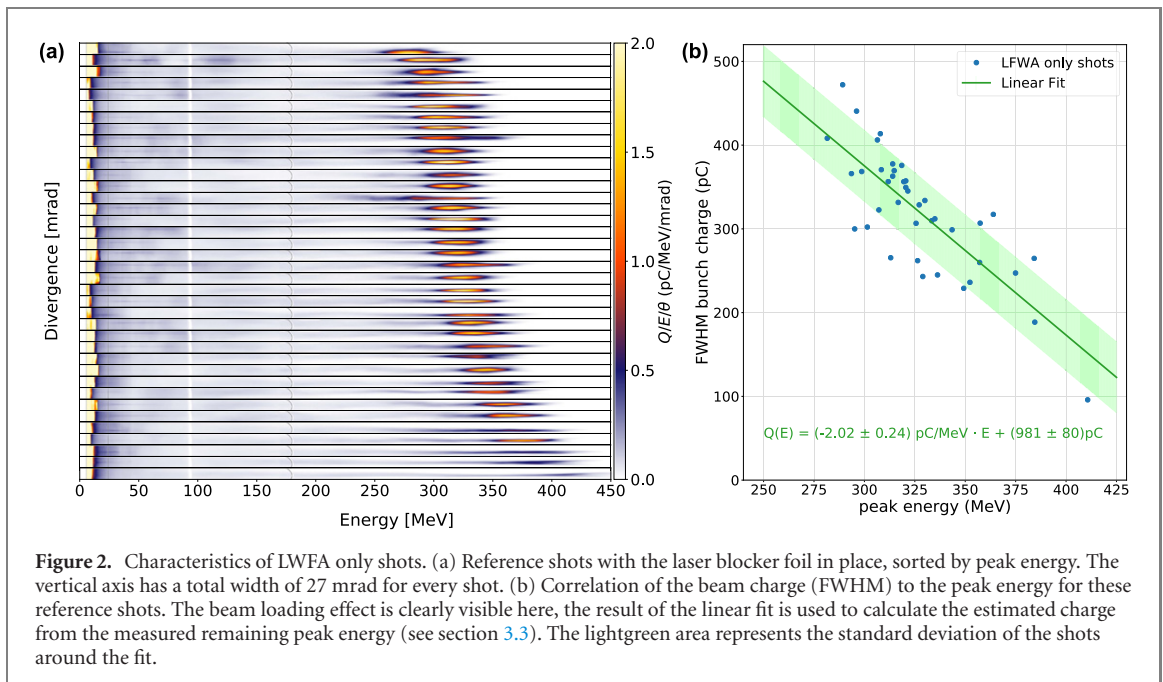 (a)
Divergence [mrad]
0 50 100 150 200 250 300 350 400 450
Energy [MeV]
2.0
1.5
1.0
0.5
0.0
Q/E/θ (pC/MeV/mrad)
(b)
500
400
300
200
100
0
FWHM bunch charge (pC)
LFWA only shots
Linear Fit
Q(E) = (-2.02 ± 0.24) pC/MeV · E + (981 ± 80)pC
250 275 300 325 350 375 400 425
peak energy (MeV)
Figure 2. Characteristics of LWFA only shots. (a) Reference shots with the laser blocker foil in place, sorted by peak energy. The
vertical axis has a total width of 27 mrad for every shot. (b) Correlation of the beam charge (FWHM) to the peak energy for these
reference shots. The beam loading effect is clearly visible here, the result of the linear fit is used to calculate the estimated charge
from the measured remaining peak energy (see section 3.3). The lightgreen area represents the standard deviation of the shots
around the fit.